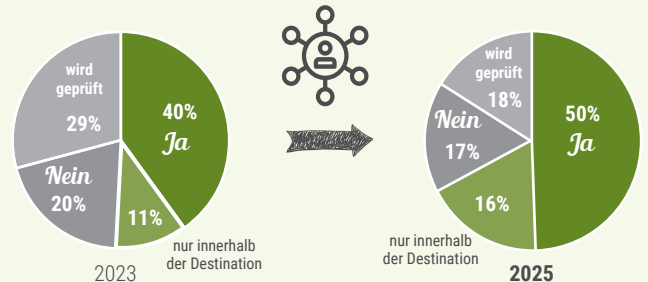 wird
geprüft
29%
40%
Ja
Nein
20%
11%
nur innerhalb
der Destination
2023
wird
geprüft
18%
50%
Ja
Nein
17%
16%
nur innerhalb
der Destination
2025